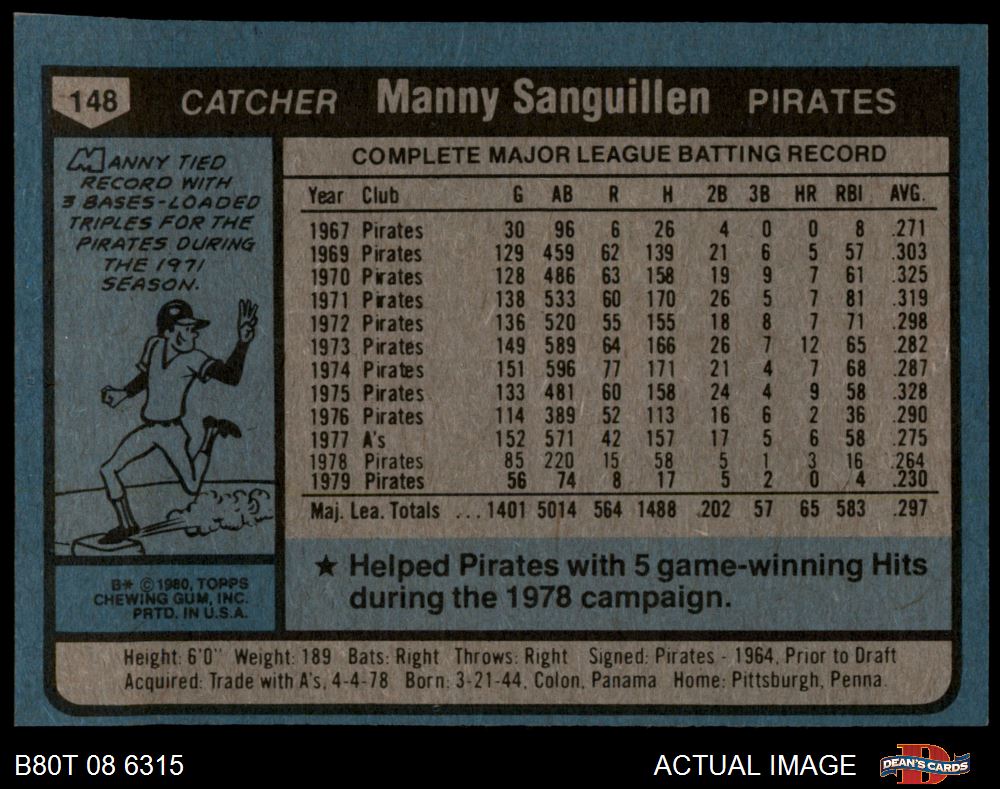 148 CATCHER Manny Sanguillen PIRATES
MANNY TIED
RECORD WITH
3 BASES-LOADED
TRIPLES FOR THE
PIRATES DURING
THE 1971
SEASON.
COMPLETE MAJOR LEAGUE BATTING RECORD
Year Club G AB R H 2B 3B HR RBI AVG.
1967 Pirates 30 96 6 26 4 0 0 8 .271
1969 Pirates 129 459 62 139 21 6 5 57 .303
1970 Pirates 128 486 63 158 19 9 7 61 .325
1971 Pirates 138 533 60 170 26 5 7 81 .319
1972 Pirates 136 520 55 155 18 8 7 71 .298
1973 Pirates 149 589 64 166 26 7 12 65 .282
1974 Pirates 151 596 77 171 21 4 7 68 .287
1975 Pirates 133 481 60 158 24 4 9 58 .328
1976 Pirates 114 389 52 113 16 6 2 36 .290
1977 A's 152 571 42 157 17 5 6 58 .275
1978 Pirates 85 220 15 58 5 1 3 16 .264
1979 Pirates 56 74 8 17 5 2 0 4 .230
Maj. Lea. Totals ...1401 5014 564 1488 202 57 65 583 .297
★ Helped Pirates with 5 game-winning Hits
during the 1978 campaign.
B* © 1980, TOPPS
CHEWING GUM, INC.
PRTD. IN U.S.A.
Height: 6'0" Weight: 189 Bats: Right Throws: Right Signed: Pirates - 1964, Prior to Draft
Acquired: Trade with A's, 4-4-78 Born: 3-21-44, Colon, Panama Home: Pittsburgh, Penna.
B80T 08 6315
ACTUAL IMAGE
D
DEAN'S CARDS